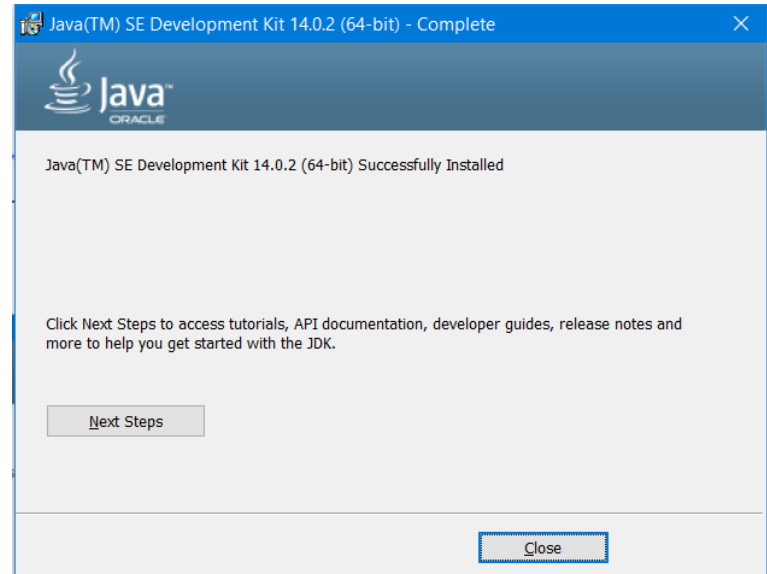 Java(TM) SE Development Kit 14.0.2 (64-bit) - Complete
Java™
ORACLE
Java(TM) SE Development Kit 14.0.2 (64-bit) Successfully Installed
Click Next Steps to access tutorials, API documentation, developer guides, release notes and
more to help you get started with the JDK.
Next Steps
Close